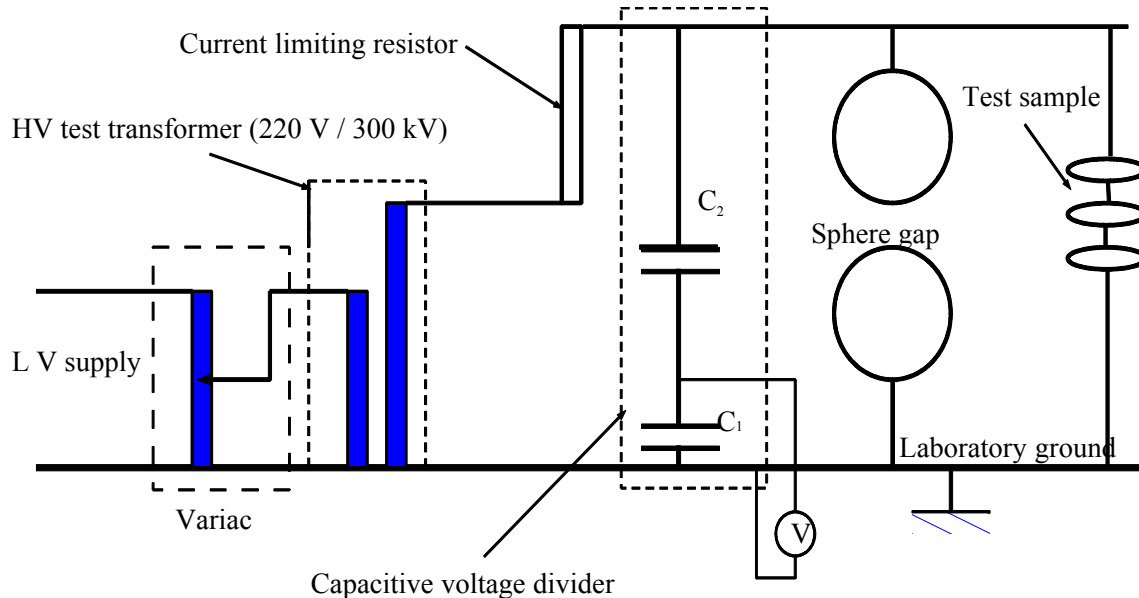 Current limiting resistor
HV test transformer (220 V / 300 kV)
Test sample
C₂
Sphere gap
L V supply
C₁
Laboratory ground
Variac
V
Capacitive voltage divider